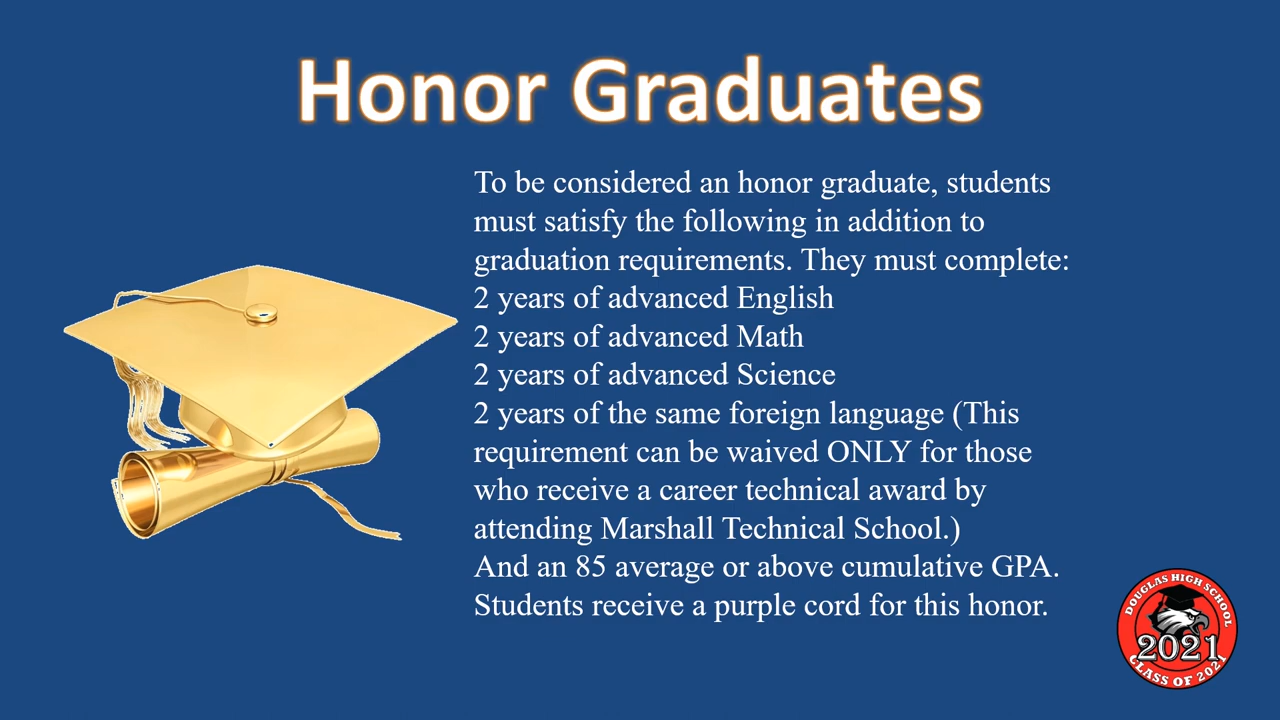 Honor Graduates
To be considered an honor graduate, students
must satisfy the following in addition to
graduation requirements. They must complete:
2 years of advanced English
2 years of advanced Math
2 years of advanced Science
2 years of the same foreign language (This
requirement can be waived ONLY for those
who receive a career technical award by
attending Marshall Technical School.)
And an 85 average or above cumulative GPA.
Students receive a purple cord for this honor.
DOUGLAS HIGH SCHOOL
2021
CLASS OF 2021